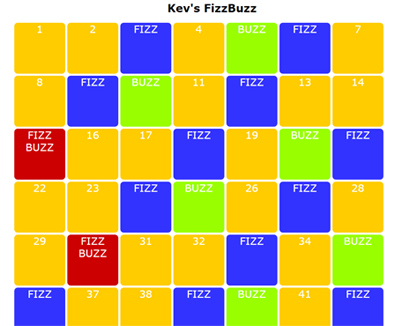 Kev's FizzBuzz
1 2 FIZZ 4 BUZZ FIZZ 7
8 FIZZ BUZZ 11 FIZZ 13 14
FIZZ BUZZ 16 17 FIZZ 19 BUZZ FIZZ
22 23 FIZZ BUZZ 26 FIZZ 28
29 FIZZ BUZZ 31 32 FIZZ 34 BUZZ
FIZZ 37 38 FIZZ BUZZ 41 FIZZ